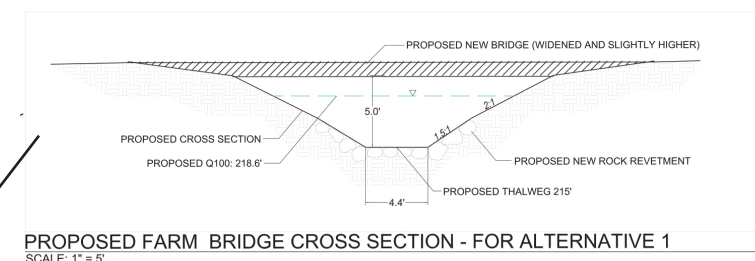 PROPOSED NEW BRIDGE (WIDENED AND SLIGHTLY HIGHER)
5.0'
2:1
1.5:1
PROPOSED CROSS SECTION
PROPOSED Q100: 218.6'
PROPOSED NEW ROCK REVETMENT
PROPOSED THALWEG 215'
4.4'
PROPOSED FARM BRIDGE CROSS SECTION - FOR ALTERNATIVE 1
SCALE: 1" = 5'